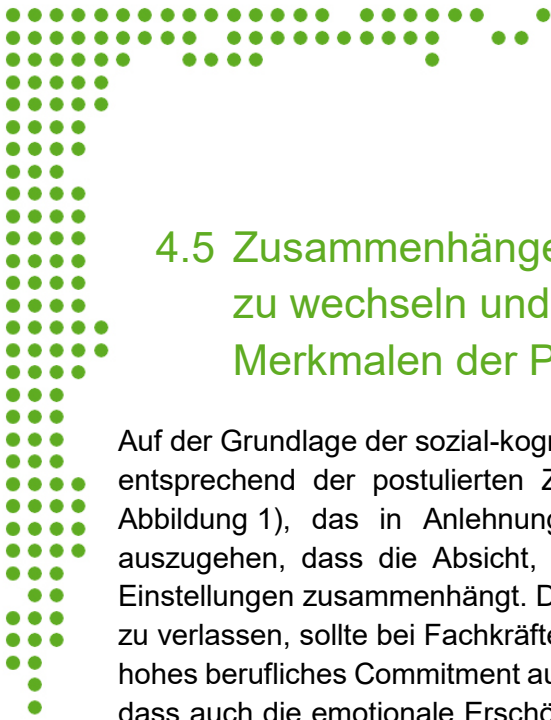 4.5 Zusammenhänge
zu wechseln und
Merkmalen der P
Auf der Grundlage der sozial-kogn
entsprechend der postulierten Z
Abbildung 1), das in Anlehnung
auszugehen, dass die Absicht,
Einstellungen zusammenhängt. D
zu verlassen, sollte bei Fachkräfte
hohes berufliches Commitment au
dass auch die emotionale Erschö